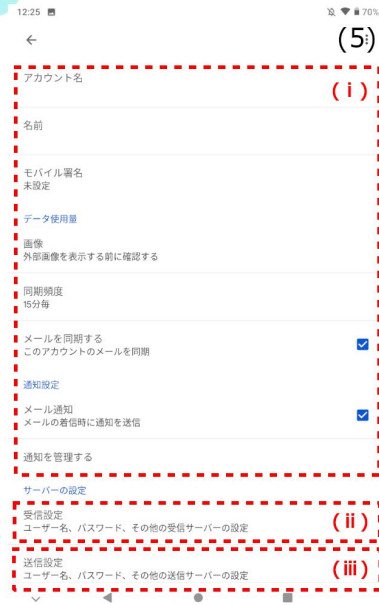 12:25
70%
(5)
アカウント名
(ⅰ)
名前
モバイル署名
未設定
データ使用量
画像
外部画像を表示する前に確認する
同期頻度
15分毎
メールを同期する
このアカウントのメールを同期
通知設定
メール通知
メールの着信時に通知を送信
通知を管理する
サーバーの設定
受信設定
ユーザー名、パスワード、その他の受信サーバーの設定
(ⅱ)
送信設定
ユーザー名、パスワード、その他の送信サーバーの設定
(ⅲ)